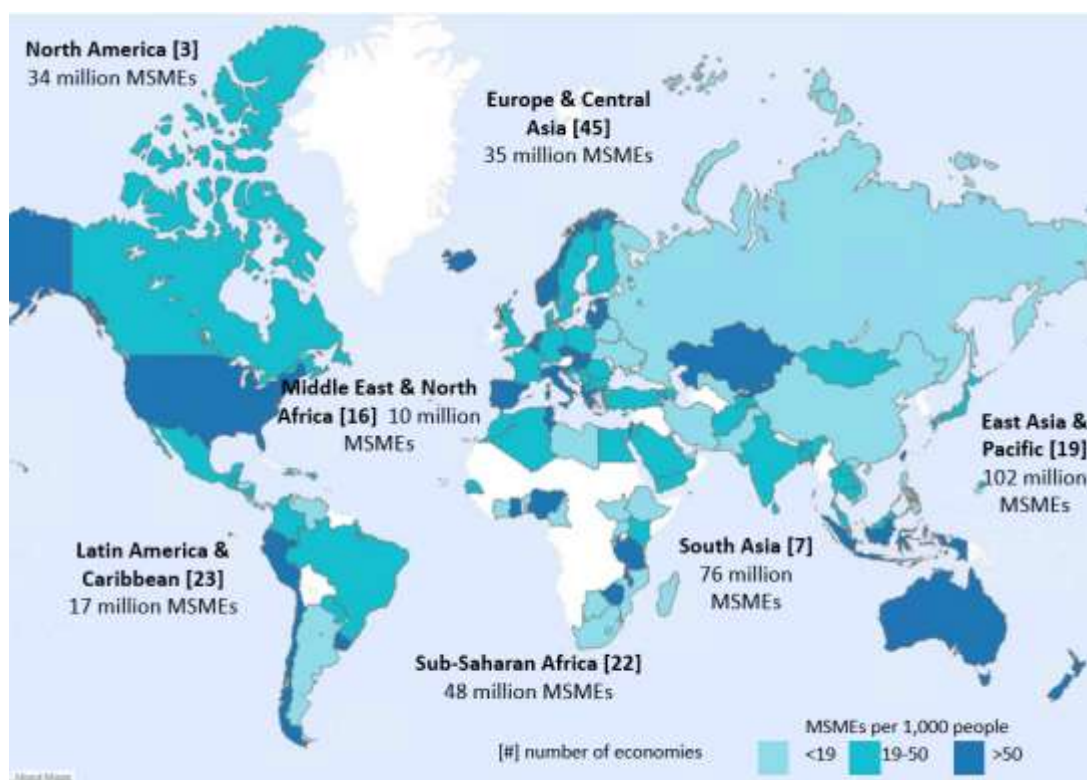 North America [3]
34 million MSMEs
Europe & Central
Asia [45]
35 million MSMEs
Middle East & North
Africa [16] 10 million
MSMEs
East Asia &
Pacific [19]
102 million
MSMEs
Latin America &
Caribbean [23]
17 million MSMEs
South Asia [7]
76 million
MSMEs
Sub-Saharan Africa [22]
48 million MSMEs
MSMEs per 1,000 people
[#] number of economies
<19
19-50
>50